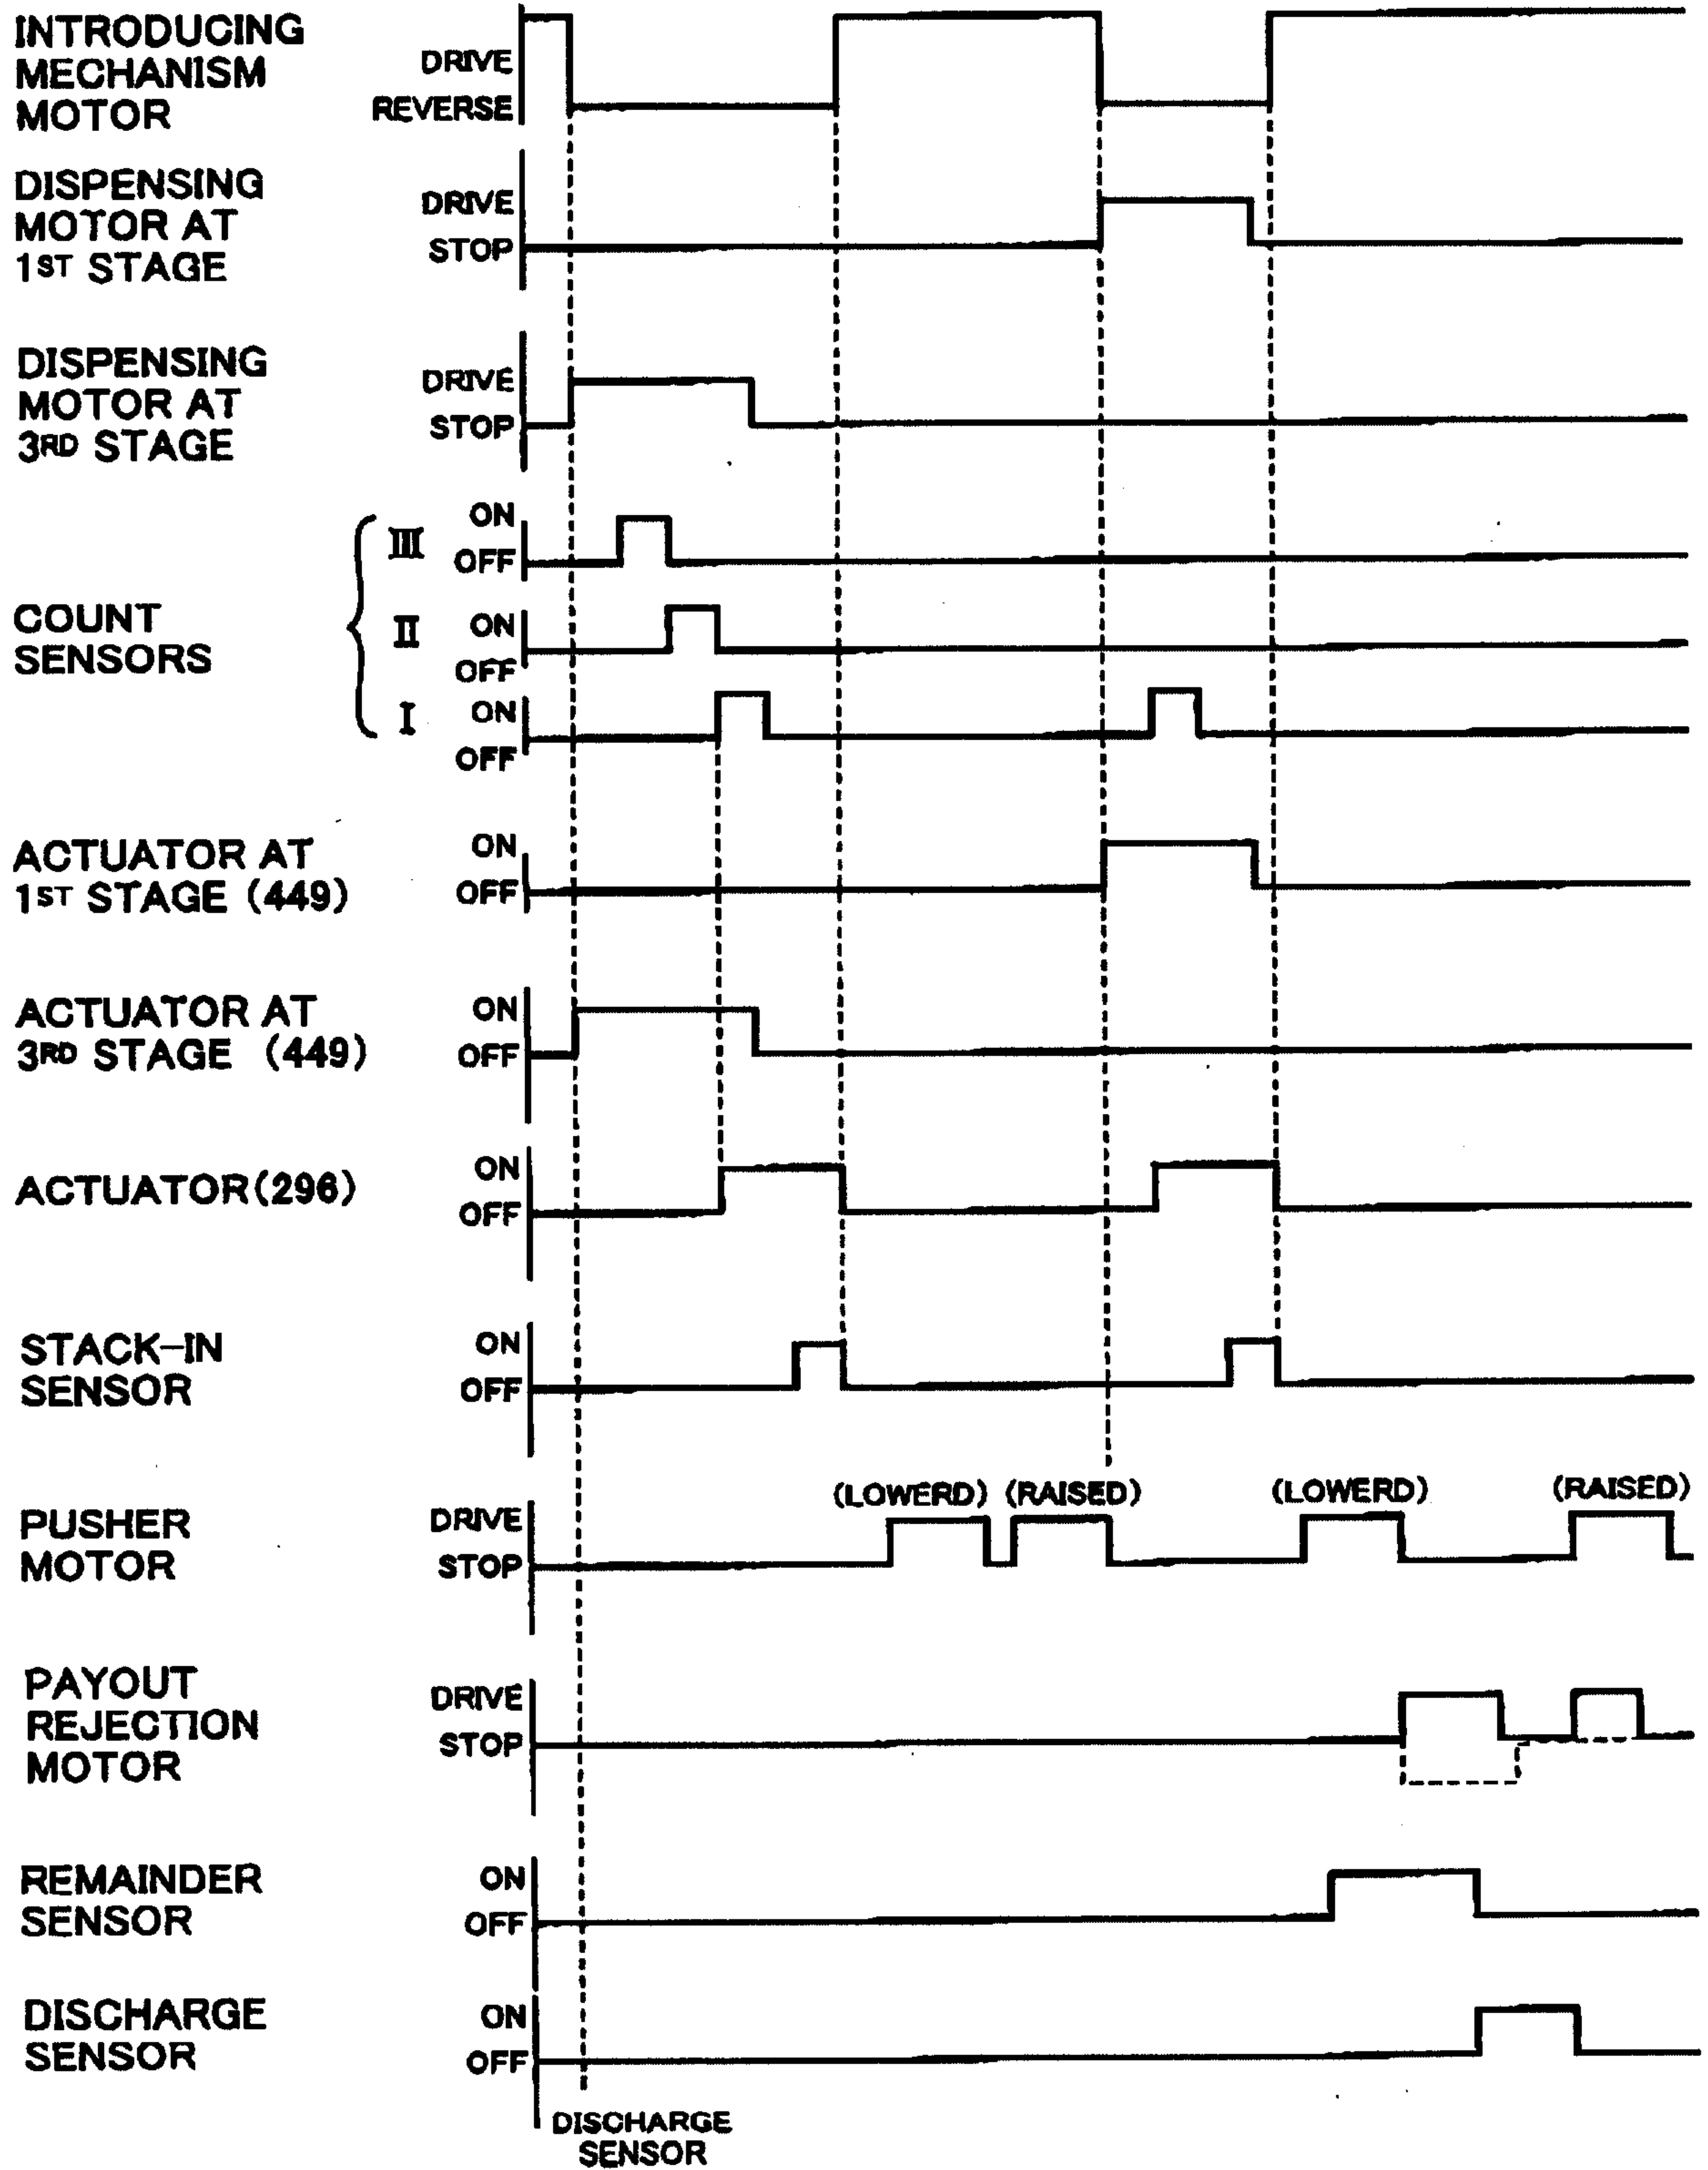 INTRODUCING
MECHANISM
MOTOR
DRIVE
REVERSE
DISPENSING
MOTOR AT
1ST STAGE
DRIVE
STOP
DISPENSING
MOTOR AT
3RD STAGE
DRIVE
STOP
COUNT
SENSORS
III
ON
OFF
II
ON
OFF
I
ON
OFF
ACTUATOR AT
1ST STAGE (449)
ON
OFF
ACTUATOR AT
3RD STAGE (449)
ON
OFF
ACTUATOR(296)
ON
OFF
STACK-IN
SENSOR
ON
OFF
(LOWERD) (RAISED) (LOWERD) (RAISED)
PUSHER
MOTOR
DRIVE
STOP
PAYOUT
REJECTION
MOTOR
DRIVE
STOP
REMAINDER
SENSOR
ON
OFF
DISCHARGE
SENSOR
ON
OFF
DISCHARGE
SENSOR